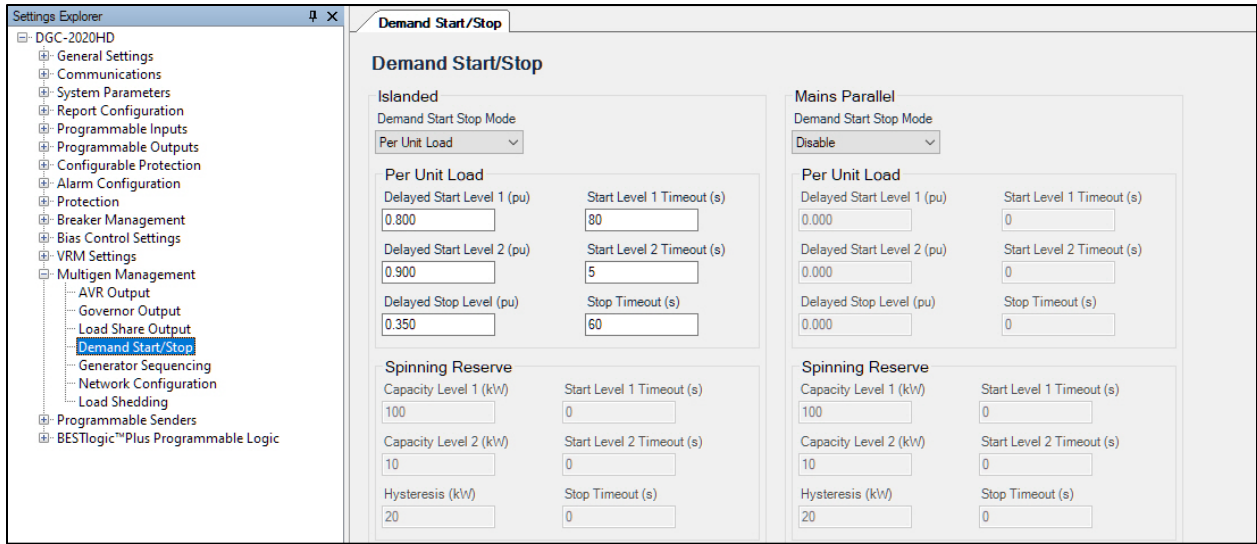 Settings Explorer
DGC-2020HD
General Settings
Communications
System Parameters
Report Configuration
Programmable Inputs
Programmable Outputs
Configurable Protection
Alarm Configuration
Protection
Breaker Management
Bias Control Settings
VRM Settings
Multigen Management
AVR Output
Governor Output
Load Share Output
Demand Start/Stop
Generator Sequencing
Network Configuration
Load Shedding
Programmable Senders
BESTlogic™Plus Programmable Logic
Demand Start/Stop
Demand Start/Stop
Islanded
Demand Start Stop Mode
Per Unit Load
Per Unit Load
Delayed Start Level 1 (pu) Start Level 1 Timeout (s)
0.800 80
Delayed Start Level 2 (pu) Start Level 2 Timeout (s)
0.900 5
Delayed Stop Level (pu) Stop Timeout (s)
0.350 60
Spinning Reserve
Capacity Level 1 (kW) Start Level 1 Timeout (s)
100 0
Capacity Level 2 (kW) Start Level 2 Timeout (s)
10 0
Hysteresis (kW) Stop Timeout (s)
20 0
Mains Parallel
Demand Start Stop Mode
Disable
Per Unit Load
Delayed Start Level 1 (pu) Start Level 1 Timeout (s)
0.000 0
Delayed Start Level 2 (pu) Start Level 2 Timeout (s)
0.000 0
Delayed Stop Level (pu) Stop Timeout (s)
0.000 0
Spinning Reserve
Capacity Level 1 (kW) Start Level 1 Timeout (s)
100 0
Capacity Level 2 (kW) Start Level 2 Timeout (s)
10 0
Hysteresis (kW) Stop Timeout (s)
20 0